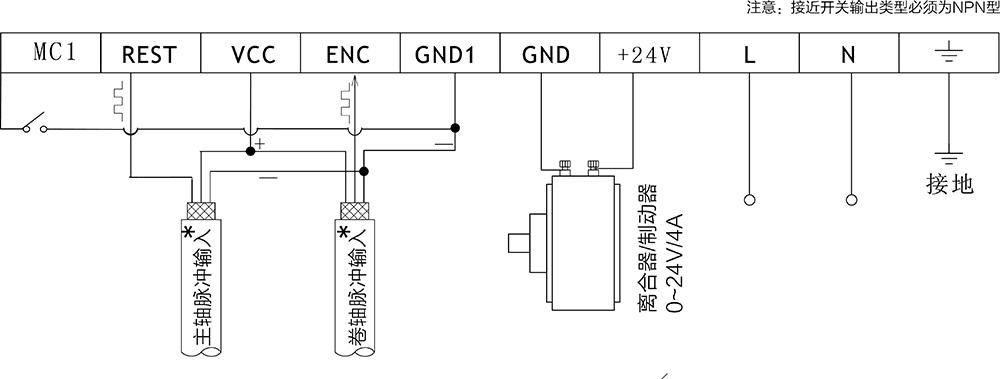 注意：接近开关输出类型必须为NPN型
MC1 REST VCC ENC GND1 GND +24V L N
+
—
—
接地
*主轴脉冲输入
*卷轴脉冲输入
离合器/制动器
0~24V/4A